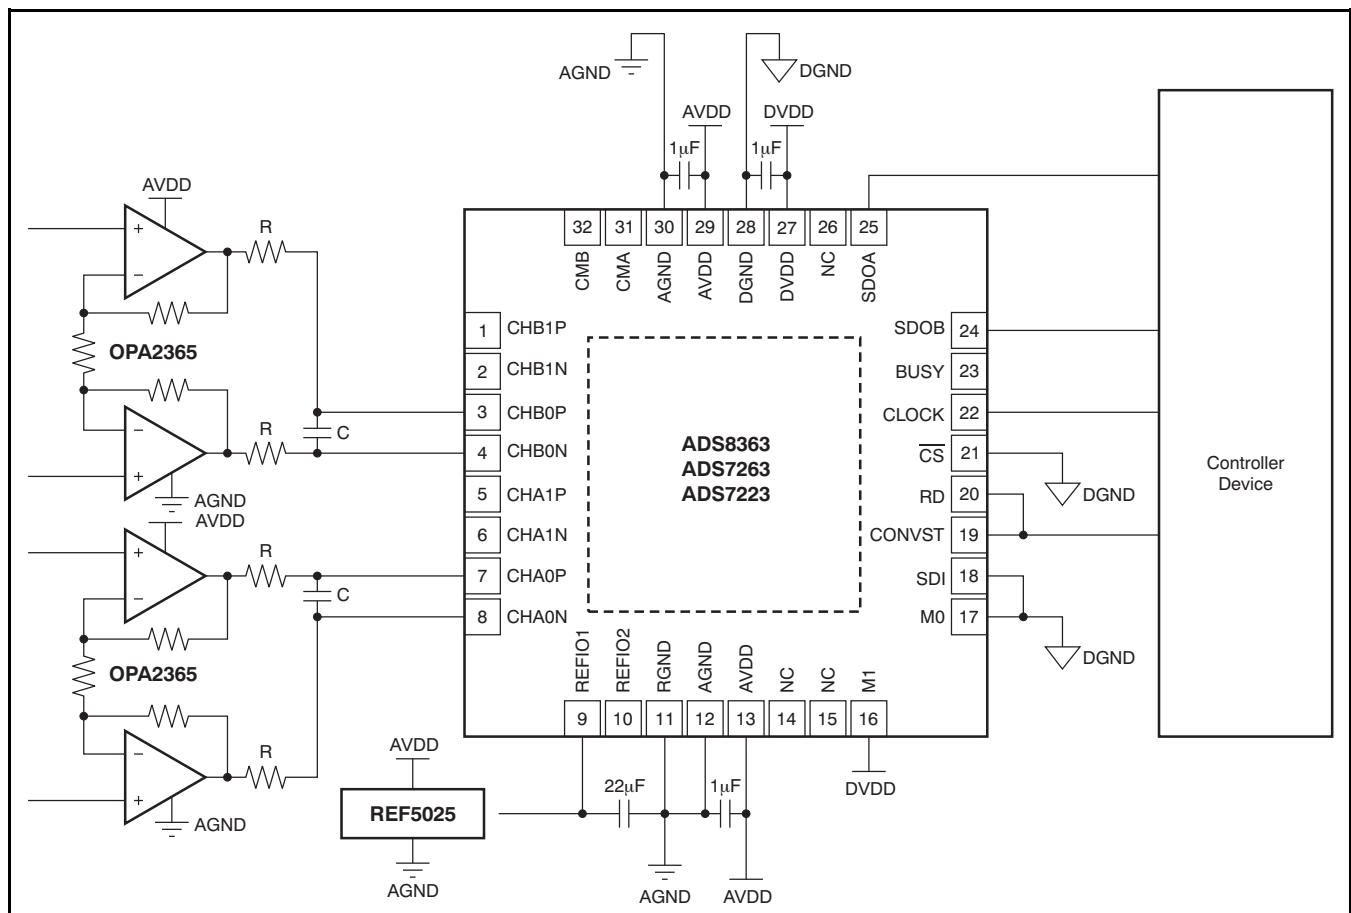 AGND
DGND
AVDD
DVDD
1μF
1μF
AVDD
R
+
−
OPA2365
−
R
+
C
AGND
AVDD
R
+
−
C
OPA2365
−
R
+
AGND
32 31 30 29 28 27 26 25
CMB CMA AGND AVDD DGND DVDD NC SDOA
1 CHB1P
2 CHB1N
3 CHB0P
4 CHB0N
5 CHA1P
6 CHA1N
7 CHA0P
8 CHA0N
ADS8363
ADS7263
ADS7223
SDOB 24
BUSY 23
CLOCK 22
CS 21
RD 20
CONVST 19
SDI 18
M0 17
DGND
DGND
Controller
Device
REFIO1 REFIO2 RGND AGND AVDD NC NC M1
9 10 11 12 13 14 15 16
AVDD
REF5025
AGND
22μF
1μF
AGND
AVDD
DVDD